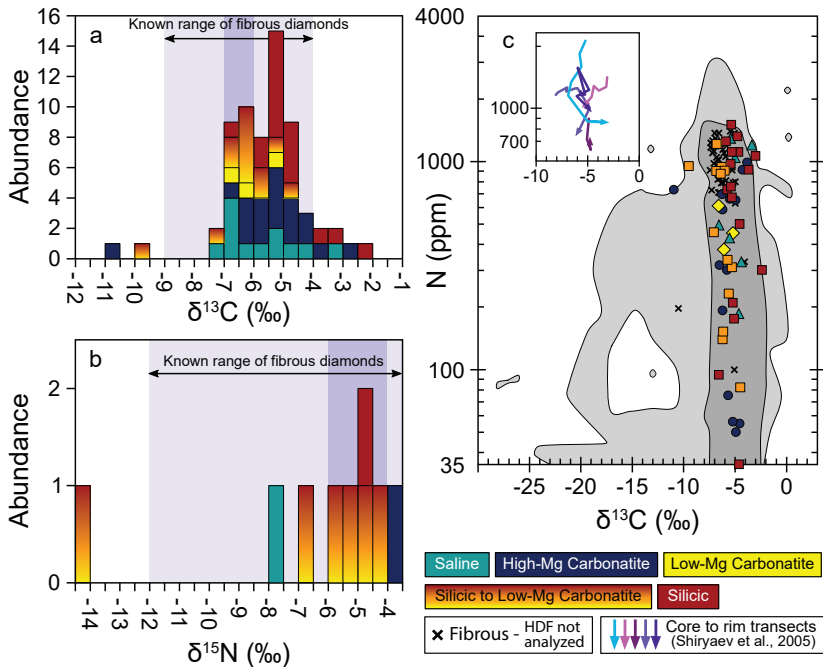 a
Known range of fibrous diamonds
Abundance
16
14
12
10
8
6
4
2
0
-12
-11
-10
-9
-8
-7
-6
-5
-4
-3
-2
-1
δ¹³C (‰)
b
Known range of fibrous diamonds
Abundance
2
1
0
-14
-13
-12
-11
-10
-9
-8
-7
-6
-5
-4
δ¹⁵N (‰)
c
1000
700
-10
-5
0
N (ppm)
4000
1000
100
35
-25
-20
-15
-10
-5
0
δ¹³C (‰)
Saline
High-Mg Carbonatite
Low-Mg Carbonatite
Silicic to Low-Mg Carbonatite
Silicic
Fibrous - HDF not
analyzed
Core to rim transects
(Shiryaev et al., 2005)